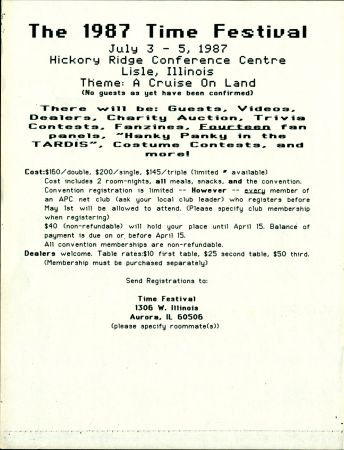 The 1987 Time Festival
July 3 - 5, 1987
Hickory Ridge Conference Centre
Lisle, Illinois
Theme: A Cruise On Land
(No guests as yet have been confirmed)
There will be: Guests, Videos,
Dealers, Charity Auction, Trivia
Contests, Fanzines, Fourteen fan
panels, "Hanky Panky in the
TARDIS", Costume Contests, and
more!
Cost:$160/double, $200/single, $145/triple (limited # available)
Cost includes 2 room-nights, all meals, snacks, and the convention.
Convention registration is limited -- However -- every member of
an APC net club (ask your local club leader) who registers before
May 1st will be allowed to attend. (Please specify club membership
when registering)
$40 (non-refundable) will hold your place until April 15. Balance of
payment is due on or before April 15.
All convention memberships are non-refundable.
Dealers welcome. Table rates:$10 first table, $25 second table, $50 third.
(Membership must be purchased separately)
Send Registrations to:
Time Festival
1306 W. Illinois
Aurora, IL 60506
(please specify roommate(s))